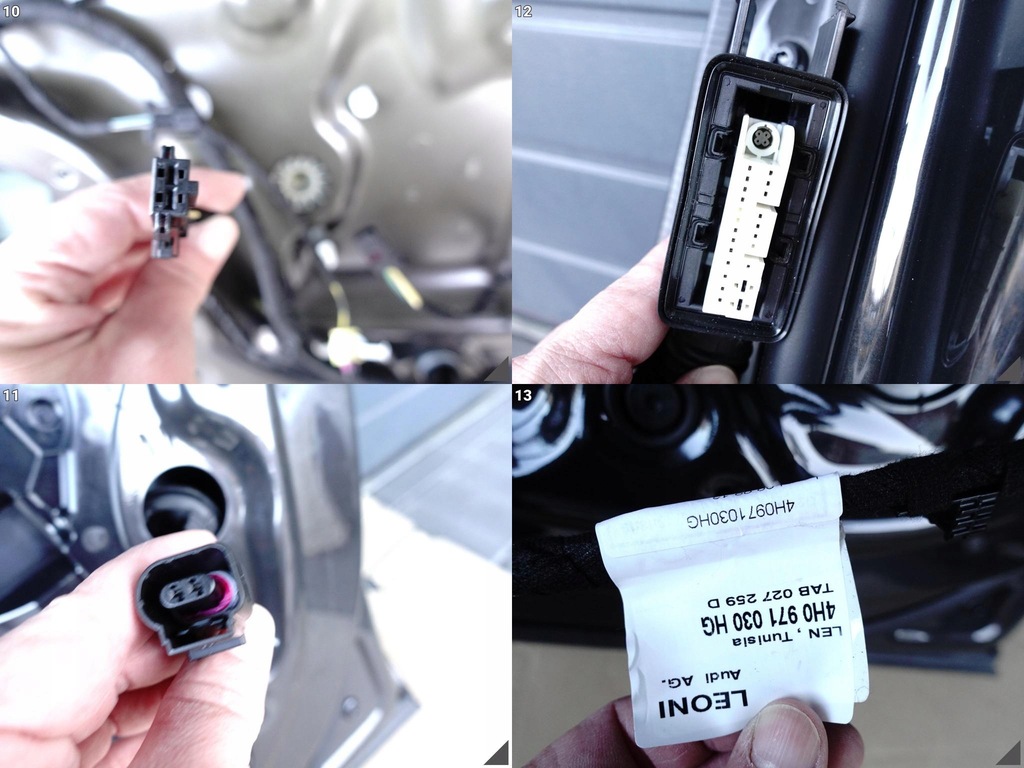 10
12
11
13
4H0971030HG
LEONI
Audi AG.
LEN, Tunisia
4H0 971 030 HG
TAB 027 259 D